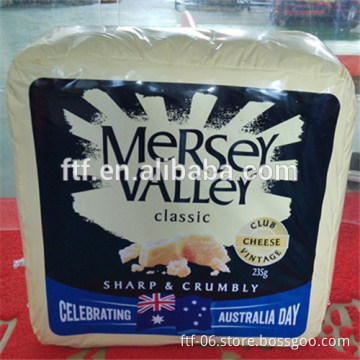 MERSEY
VALLEY
ftf.en.alibaba.com
classic
CLUB
CHEESE
VINTAGE
235g
SHARP & CRUMBLY
CELEBRATING AUSTRALIA DAY
ftf-06.store.bossgoo.com